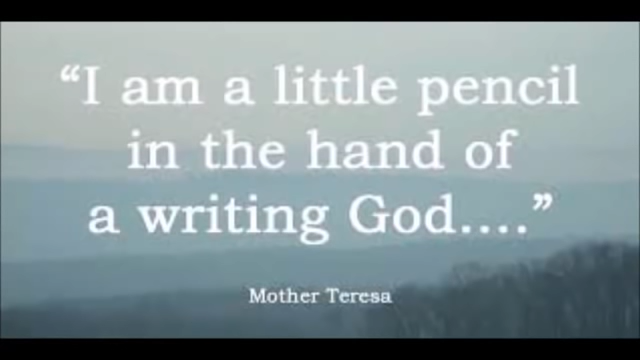 “I am a little pencil
in the hand of
a writing God....”
Mother Teresa